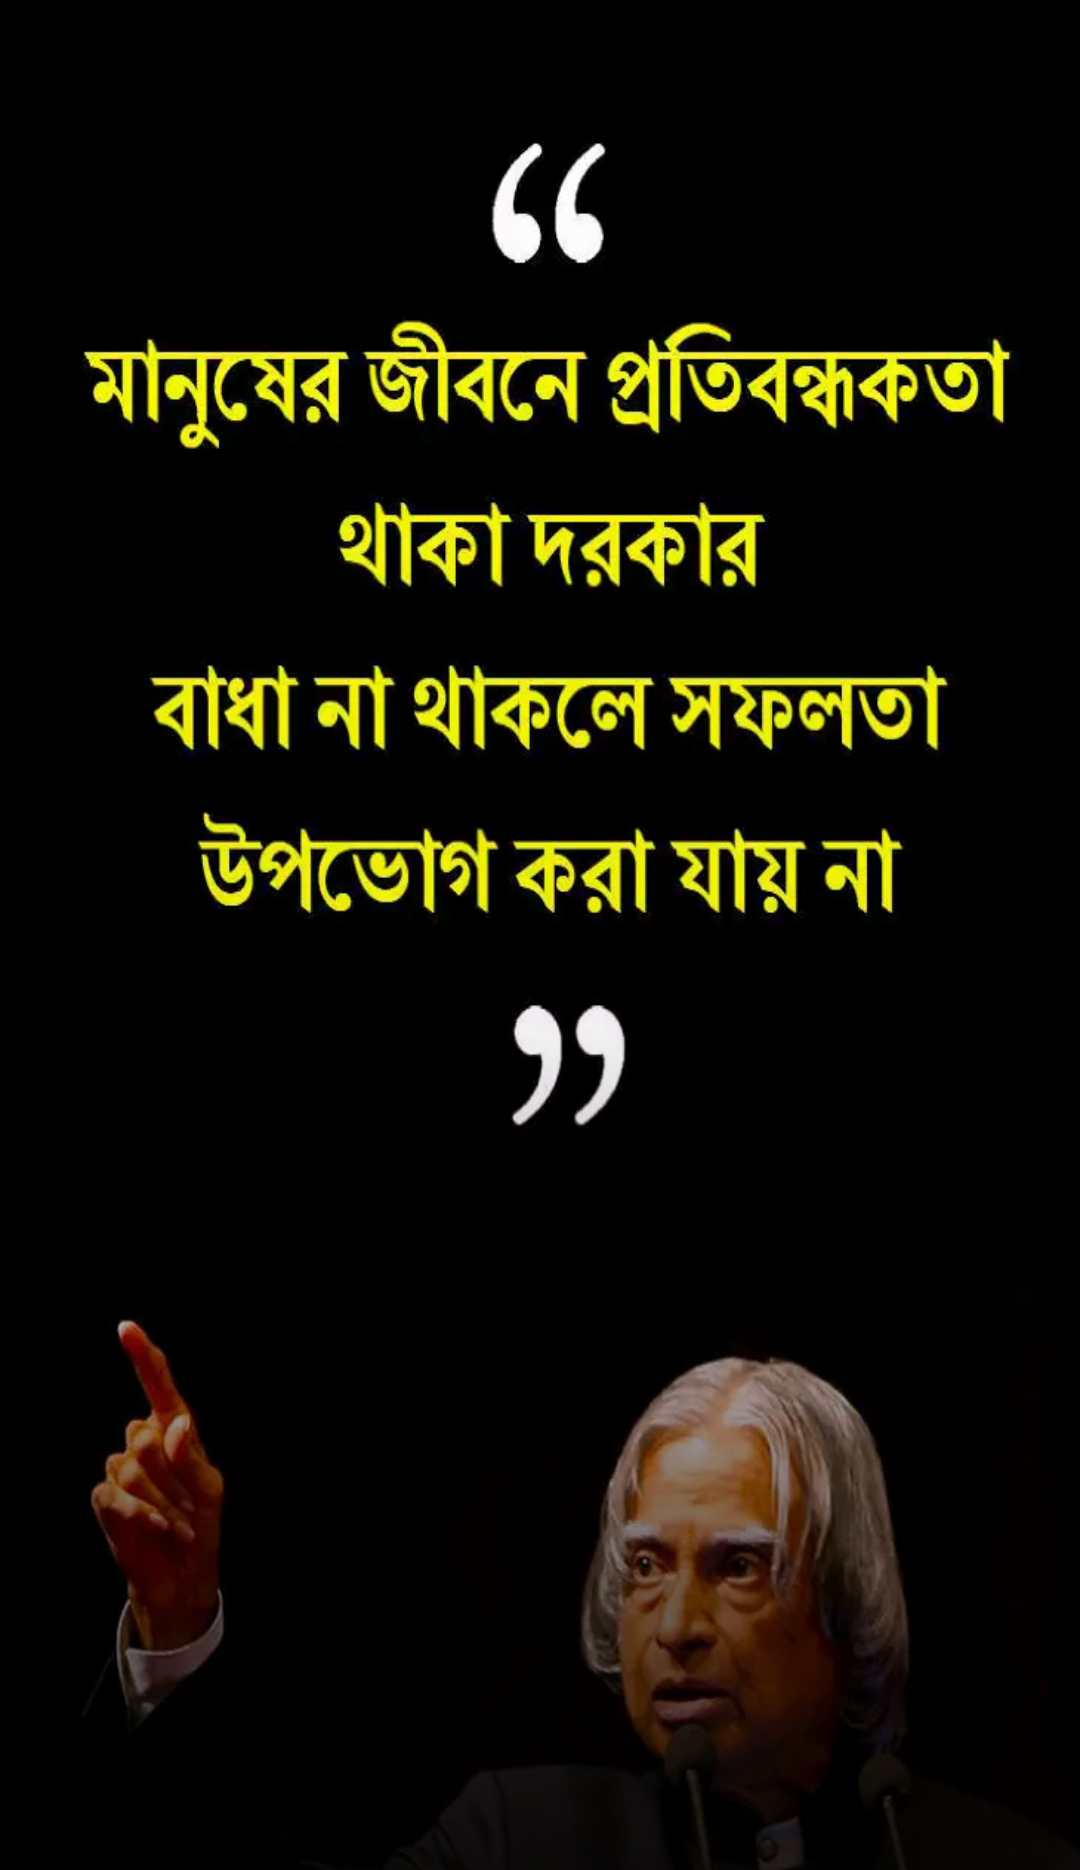 “
মানুষের জীবনে প্রতিবন্ধকতা
থাকা দরকার
বাধা না থাকলে সফলতা
উপভোগ করা যায় না
”